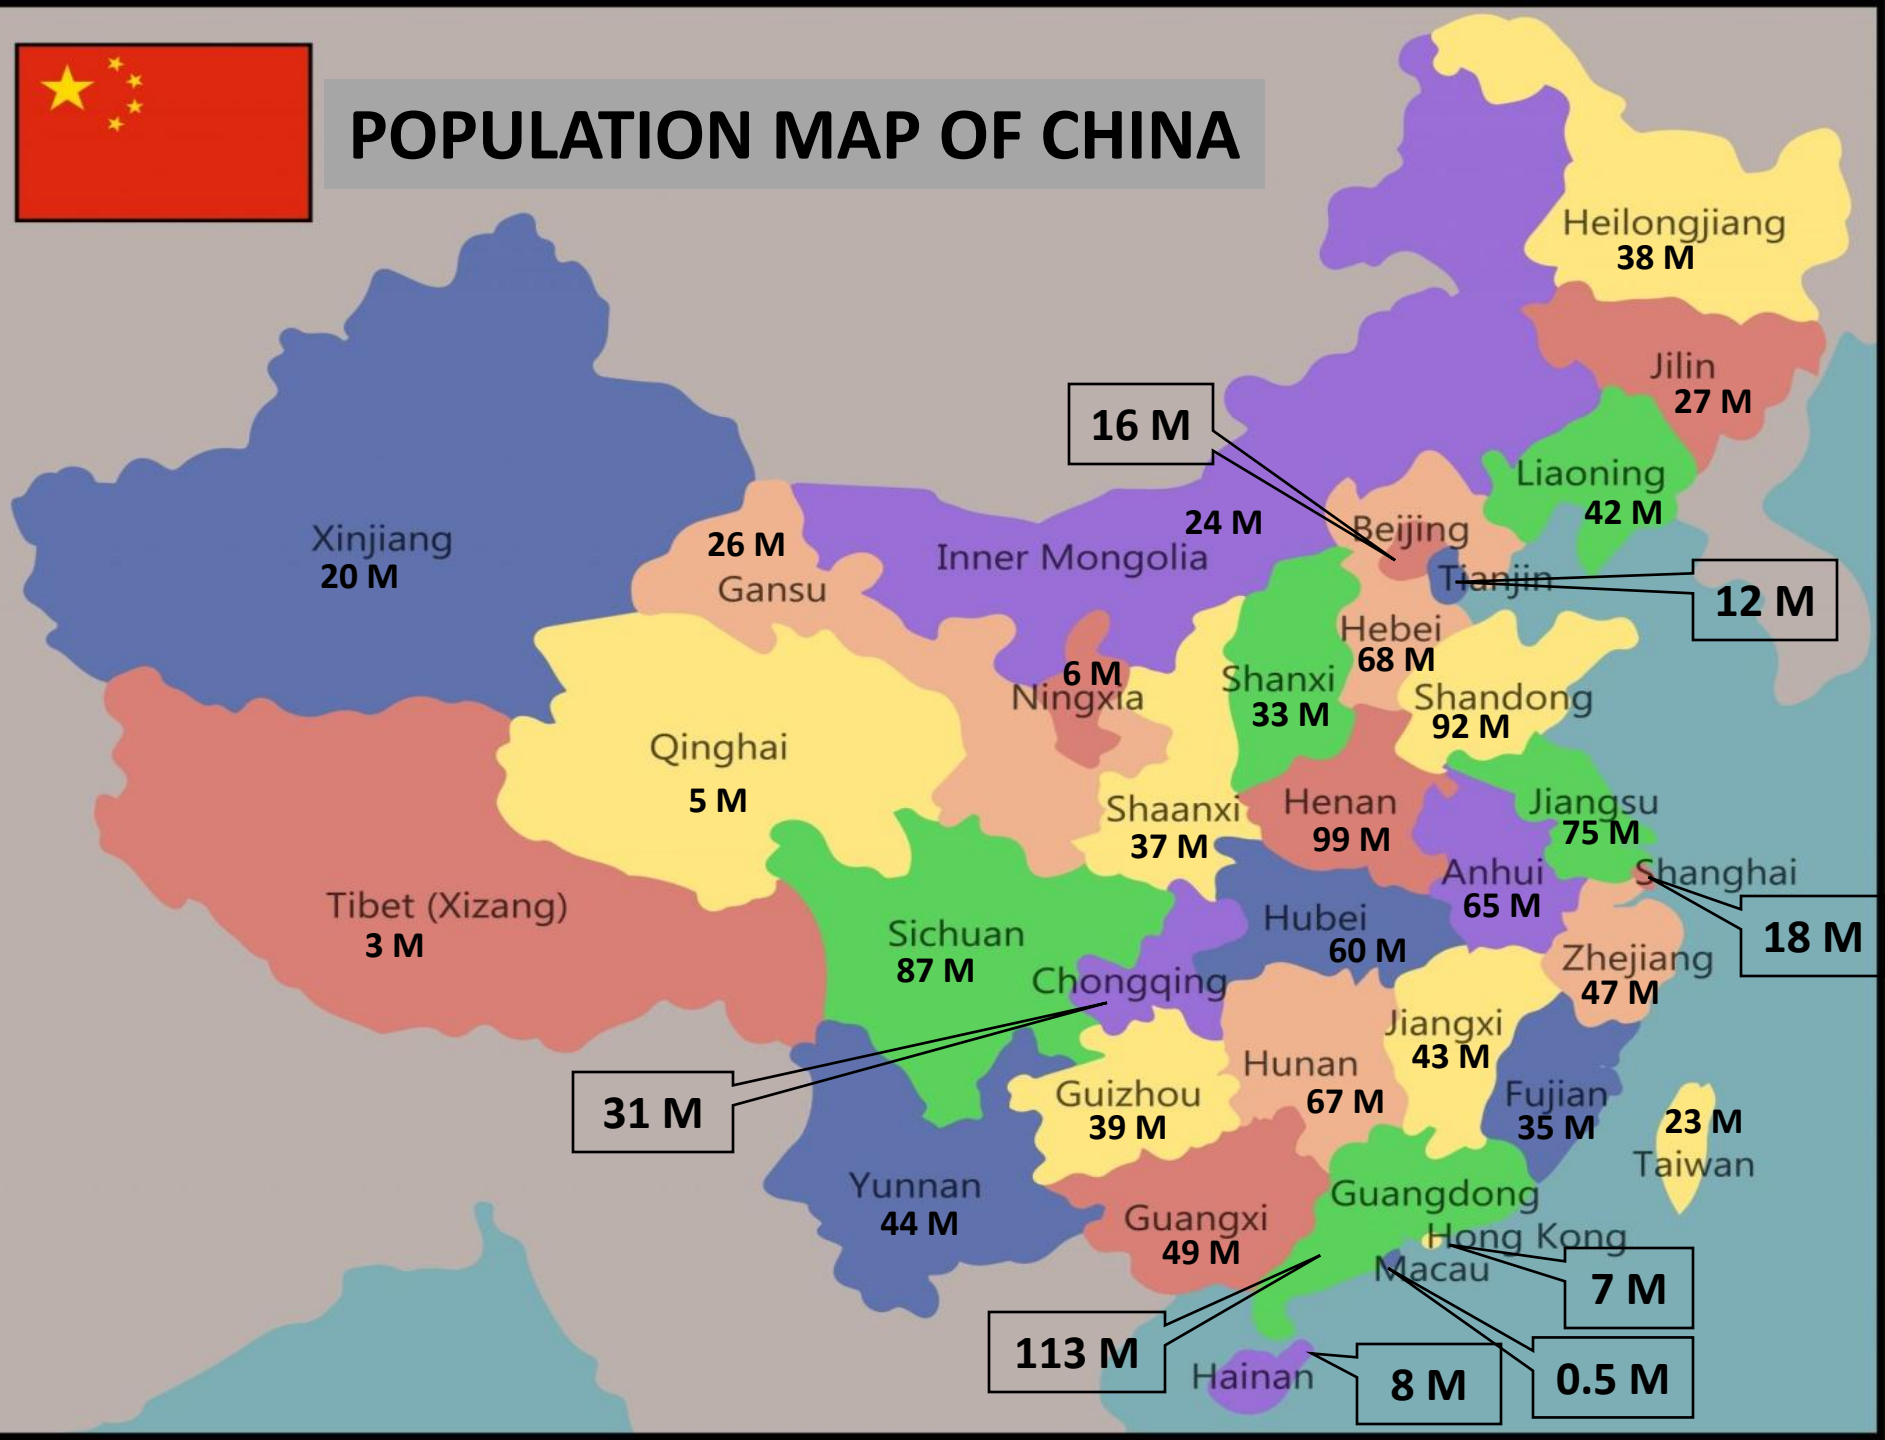 POPULATION MAP OF CHINA
Heilongjiang
38 M
Jilin
27 M
16 M
Liaoning
42 M
Xinjiang
20 M
26 M
Gansu
24 M
Inner Mongolia
Beijing
Tianjin
12 M
Hebei
68 M
6 M
Ningxia
Shanxi
33 M
Shandong
92 M
Qinghai
5 M
Shaanxi
37 M
Henan
99 M
Jiangsu
75 M
Anhui
65 M
Shanghai
18 M
Tibet (Xizang)
3 M
Sichuan
87 M
Hubei
60 M
Chongqing
Zhejiang
47 M
Jiangxi
43 M
31 M
Guizhou
39 M
Hunan
67 M
Fujian
35 M
23 M
Taiwan
Yunnan
44 M
Guangxi
49 M
Guangdong
Hong Kong
Macau
7 M
113 M
Hainan
8 M
0.5 M